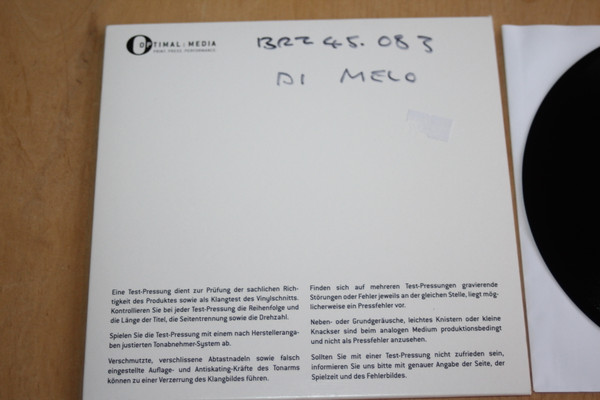 OPTIMAL : MEDIA
PRINT. PRESS. PERFORMANCE.
BRZ 45. 083
DI MELO
Eine Test-Pressung dient zur Prüfung der sachlichen Rich-
tigkeit des Produktes sowie als Klangtest des Vinylschnitts.
Kontrollieren Sie bei jeder Test-Pressung die Reihenfolge und
die Länge der Titel, die Seitentrennung sowie die Drehzahl.
Spielen Sie die Test-Pressung mit einem nach Herstelleranga-
ben justierten Tonabnehmer-System ab.
Verschmutzte, verschlissene Abtastnadeln sowie falsch
eingestellte Auflage- und Antiskating-Kräfte des Tonarms
können zu einer Verzerrung des Klangbildes führen.
Finden sich auf mehreren Test-Pressungen gravierende
Störungen oder Fehler jeweils an der gleichen Stelle, liegt mög-
licherweise ein Pressfehler vor.
Neben- oder Grundgeräusche, leichtes Knistern oder kleine
Knackser sind beim analogen Medium produktionsbedingt
und nicht als Pressfehler anzusehen.
Sollten Sie mit einer Test-Pressung nicht zufrieden sein,
informieren Sie uns bitte mit genauer Angabe der Seite, der
Spielzeit und des Fehlerbildes.